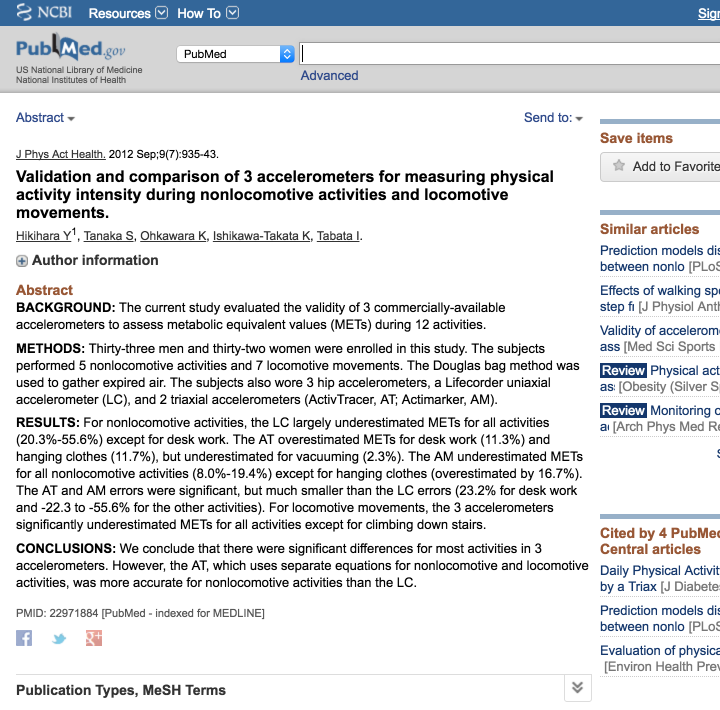 NCBI Resources How To Sign
PubMed.gov
US National Library of Medicine
National Institutes of Health
PubMed
Advanced
Abstract Send to:
J Phys Act Health. 2012 Sep;9(7):935-43.
Validation and comparison of 3 accelerometers for measuring physical
activity intensity during nonlocomotive activities and locomotive
movements.
Hikihara Y1, Tanaka S, Ohkawara K, Ishikawa-Takata K, Tabata I.
Author information
Abstract
BACKGROUND: The current study evaluated the validity of 3 commercially-available
accelerometers to assess metabolic equivalent values (METs) during 12 activities.
METHODS: Thirty-three men and thirty-two women were enrolled in this study. The subjects
performed 5 nonlocomotive activities and 7 locomotive movements. The Douglas bag method was
used to gather expired air. The subjects also wore 3 hip accelerometers, a Lifecorder uniaxial
accelerometer (LC), and 2 triaxial accelerometers (ActivTracer, AT; Actimarker, AM).
RESULTS: For nonlocomotive activities, the LC largely underestimated METs for all activities
(20.3%-55.6%) except for desk work. The AT overestimated METs for desk work (11.3%) and
hanging clothes (11.7%), but underestimated for vacuuming (2.3%). The AM underestimated METs
for all nonlocomotive activities (8.0%-19.4%) except for hanging clothes (overestimated by 16.7%).
The AT and AM errors were significant, but much smaller than the LC errors (23.2% for desk work
and -22.3 to -55.6% for the other activities). For locomotive movements, the 3 accelerometers
significantly underestimated METs for all activities except for climbing down stairs.
CONCLUSIONS: We conclude that there were significant differences for most activities in 3
accelerometers. However, the AT, which uses separate equations for nonlocomotive and locomotive
activities, was more accurate for nonlocomotive activities than the LC.
PMID: 22971884 [PubMed - indexed for MEDLINE]
Publication Types, MeSH Terms
Save items
Add to Favorite
Similar articles
Prediction models dis
between nonlo [PLoS
Effects of walking spe
step fi [J Physiol Anth
Validity of accelerom
ass [Med Sci Sports
Review Physical act
as [Obesity (Silver S
Review Monitoring o
a [Arch Phys Med Re
S
Cited by 4 PubMed
Central articles
Daily Physical Activit
by a Triax [J Diabete
Prediction models dis
between nonlo [PLoS
Evaluation of physica
[Environ Health Prev